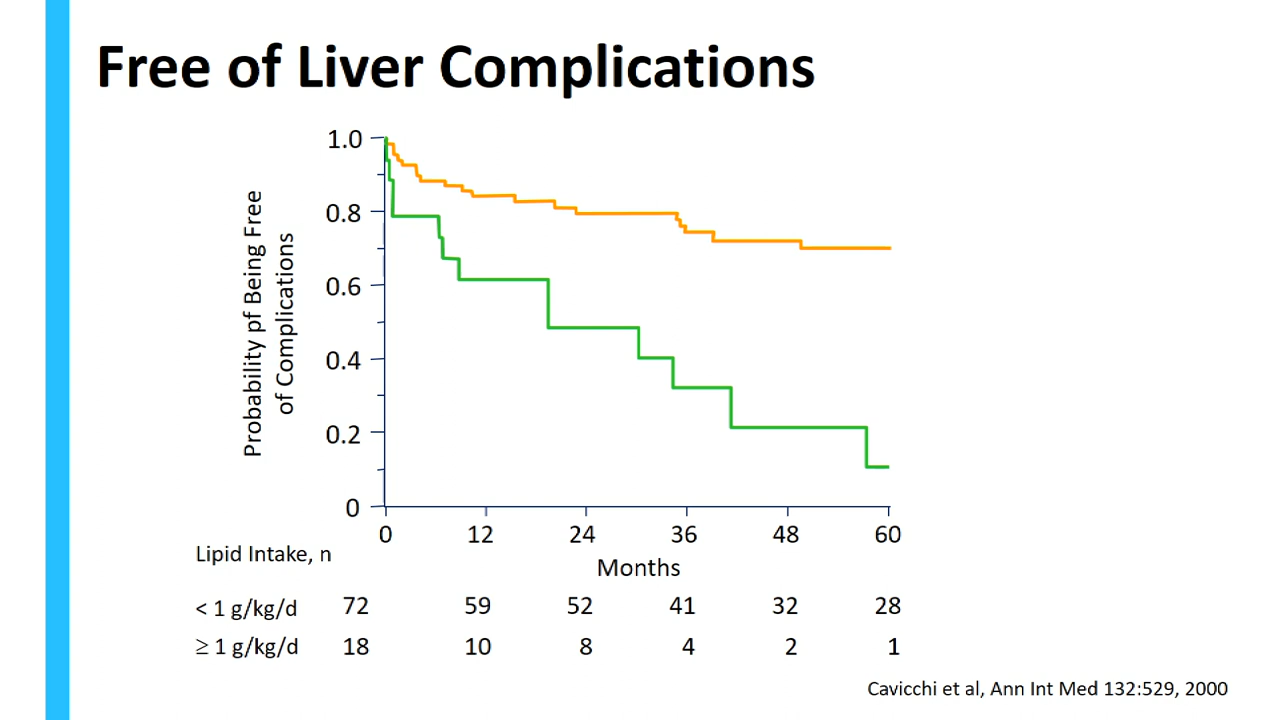 Free of Liver Complications
Probability pf Being Free
of Complications
1.0
0.8
0.6
0.4
0.2
0
0 12 24 36 48 60
Months
Lipid Intake, n
< 1 g/kg/d 72 59 52 41 32 28
≥ 1 g/kg/d 18 10 8 4 2 1
Cavicchi et al, Ann Int Med 132:529, 2000